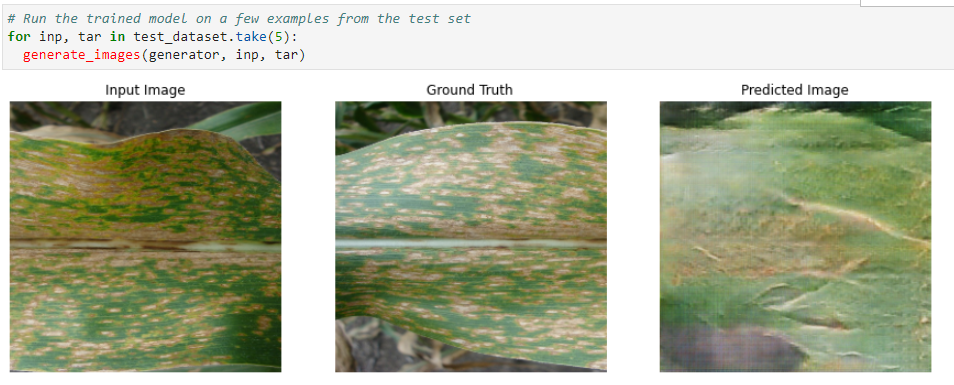 # Run the trained model on a few examples from the test set
for inp, tar in test_dataset.take(5):
  generate_images(generator, inp, tar)
Input Image
Ground Truth
Predicted Image